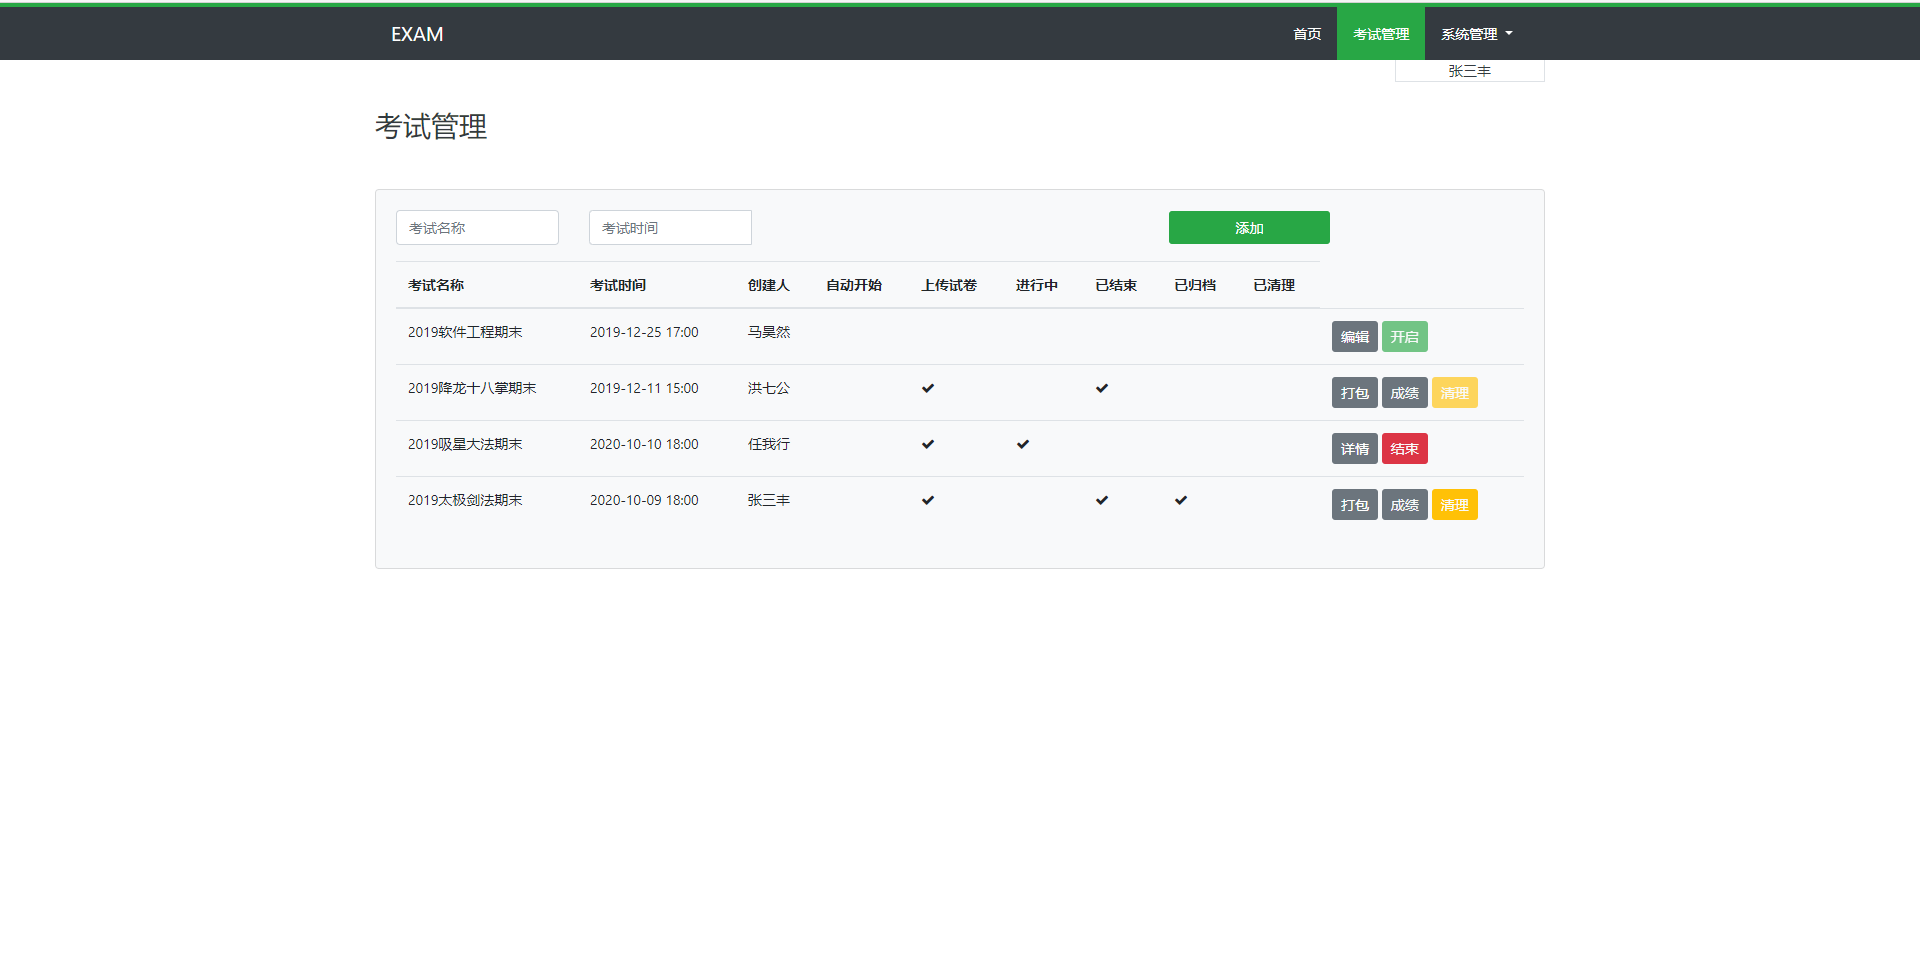 EXAM 首页 考试管理 系统管理
张三丰
考试管理
考试名称 考试时间 添加
考试名称 考试时间 创建人 自动开始 上传试卷 进行中 已结束 已归档 已清理
2019软件工程期末 2019-12-25 17:00 马昊然 编辑 开启
2019降龙十八掌期末 2019-12-11 15:00 洪七公 打包 成绩 清理
2019吸星大法期末 2020-10-10 18:00 任我行 详情 结束
2019太极剑法期末 2020-10-09 18:00 张三丰 打包 成绩 清理